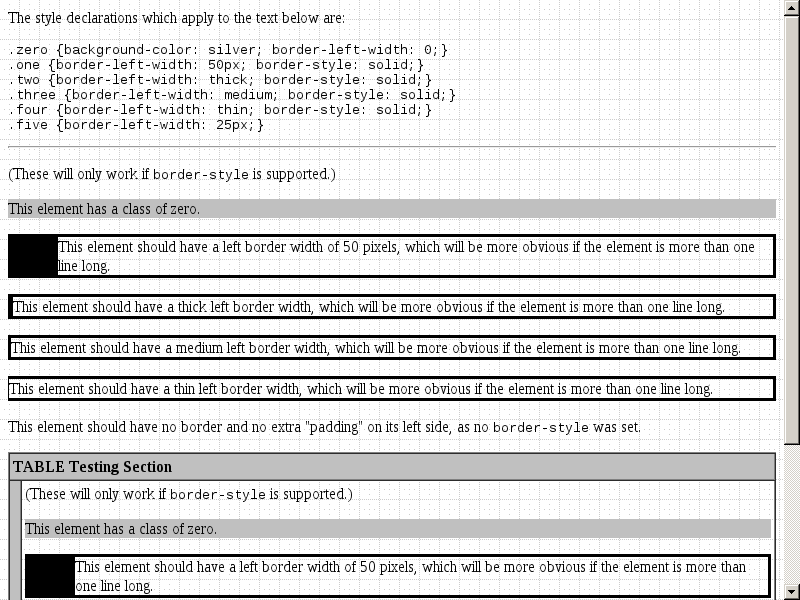 The style declarations which apply to the text below are:
.zero {background-color: silver; border-left-width: 0;}
.one {border-left-width: 50px; border-style: solid;}
.two {border-left-width: thick; border-style: solid;}
.three {border-left-width: medium; border-style: solid;}
.four {border-left-width: thin; border-style: solid;}
.five {border-left-width: 25px;}
(These will only work if border-style is supported.)
This element has a class of zero.
This element should have a left border width of 50 pixels, which will be more obvious if the element is more than one
line long.
This element should have a thick left border width, which will be more obvious if the element is more than one line long.
This element should have a medium left border width, which will be more obvious if the element is more than one line long.
This element should have a thin left border width, which will be more obvious if the element is more than one line long.
This element should have no border and no extra "padding" on its left side, as no border-style was set.
TABLE Testing Section
(These will only work if border-style is supported.)
This element has a class of zero.
This element should have a left border width of 50 pixels, which will be more obvious if the element is more than
one line long.